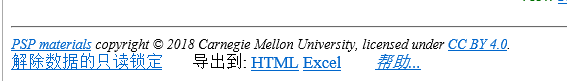 PSP materials copyright © 2018 Carnegie Mellon University, licensed under CC BY 4.0.
解除数据的只读锁定 导出到: HTML Excel 帮助...